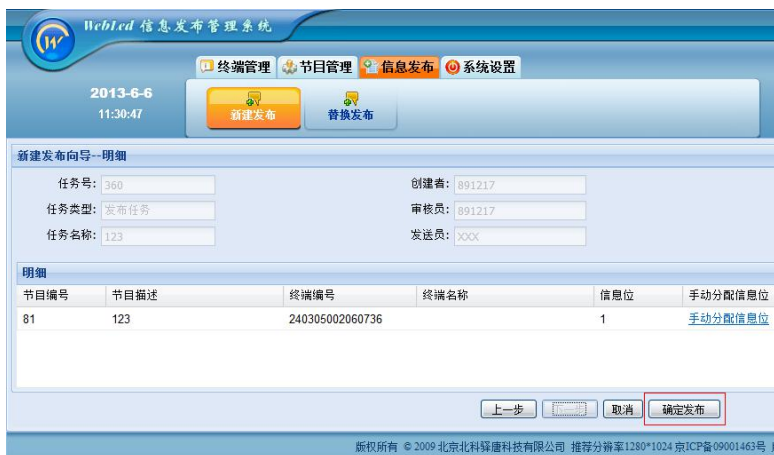 WebLed 信息发布管理系统
终端管理 节目管理 信息发布 系统设置
2013-6-6
11:30:47
新建发布 替换发布
新建发布向导--明细
任务号: 360 创建者: 891217
任务类型: 发布任务 审核员: 891217
任务名称: 123 发送员: XXX
明细
节目编号 节目描述 终端编号 终端名称 信息位 手动分配信息位
81 123 240305002060736 1 手动分配信息位
上一步 下一步 取消 确定发布
版权所有 © 2009 北京北科驿唐科技有限公司 推荐分辨率1280*1024 京ICP备09001463号